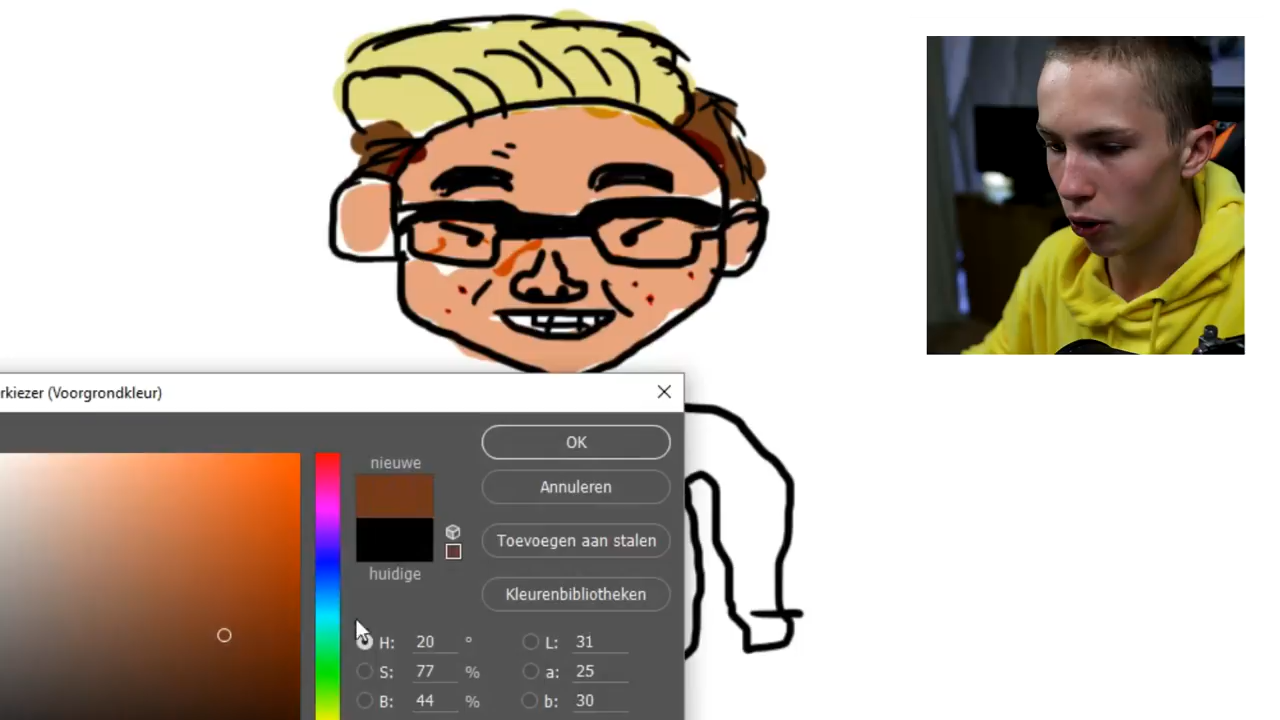 rkiezer (Voorgrondkleur)
OK
nieuwe
Annuleren
Toevoegen aan stalen
huidige
Kleurenbibliotheken
H: 20 °
L: 31
S: 77 %
a: 25
B: 44 %
b: 30